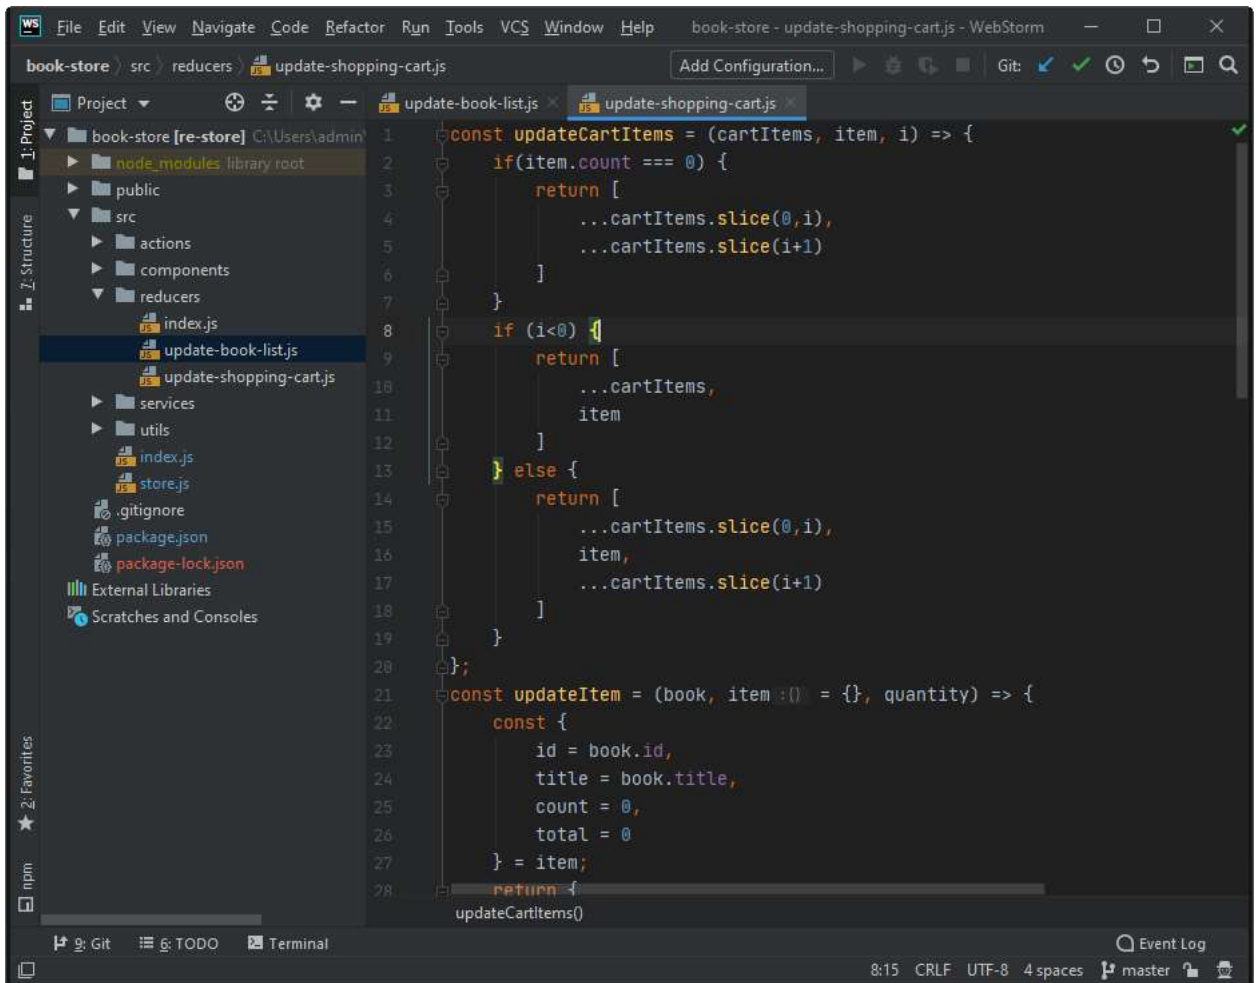 WS File Edit View Navigate Code Refactor Run Tools VCS Window Help book-store - update-shopping-cart.js - WebStorm
book-store src reducers update-shopping-cart.js Add Configuration... Git:
1: Project
7: Structure
2: Favorites
npm
Project
book-store [re-store] C:\Users\admin\
node_modules library root
public
src
actions
components
reducers
index.js
update-book-list.js
update-shopping-cart.js
services
utils
index.js
store.js
.gitignore
package.json
package-lock.json
External Libraries
Scratches and Consoles
update-book-list.js update-shopping-cart.js
1 const updateCartItems = (cartItems, item, i) => {
2 if(item.count === 0) {
3 return [
4 ...cartItems.slice(0,i),
5 ...cartItems.slice(i+1)
6 ]
7 }
8 if (i<0) {
9 return [
10 ...cartItems,
11 item
12 ]
13 } else {
14 return [
15 ...cartItems.slice(0,i),
16 item,
17 ...cartItems.slice(i+1)
18 ]
19 }
20 };
21 const updateItem = (book, item :{} = {}, quantity) => {
22 const {
23 id = book.id,
24 title = book.title,
25 count = 0,
26 total = 0
27 } = item;
28 return {
updateCartItems()
9: Git 6: TODO Terminal Event Log
8:15 CRLF UTF-8 4 spaces master